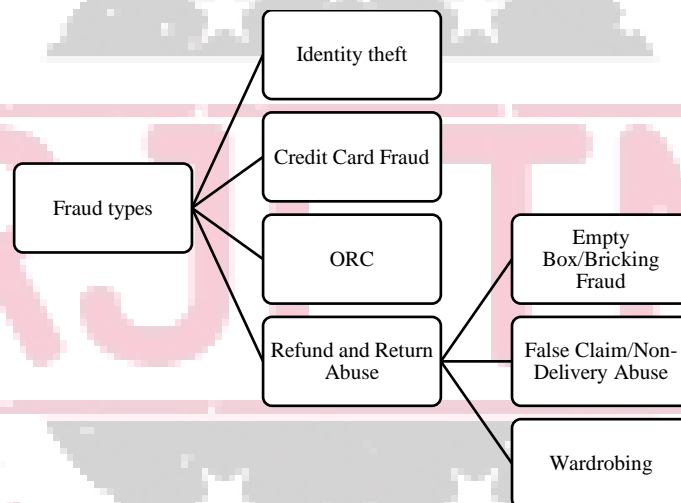 Identity theft
Credit Card Fraud
Fraud types
ORC
Empty
Box/Bricking
Fraud
Refund and Return
Abuse
False Claim/Non-
Delivery Abuse
Wardrobing